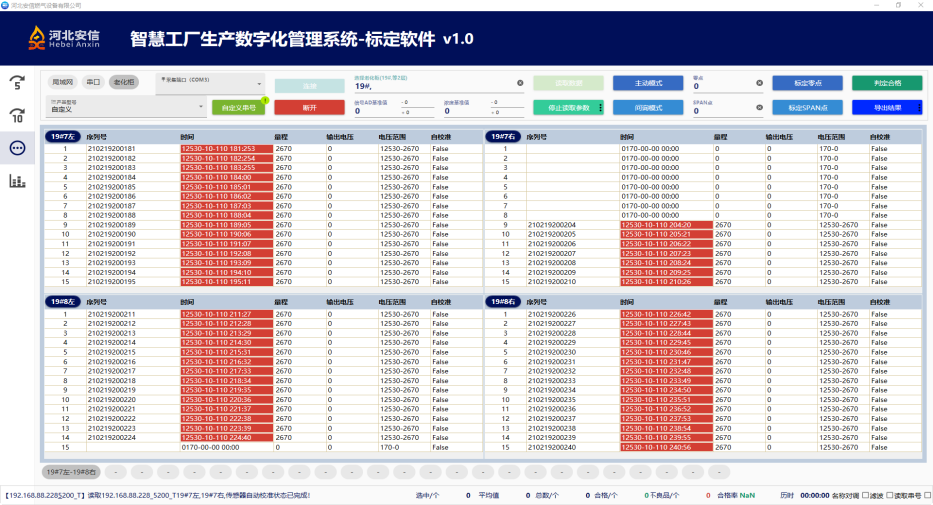 河北安信燃气设备有限公司
河北安信
Hebei Anxin
智慧工厂生产数字化管理系统-标定软件 v1.0
局域网 串口 老化柜
自定义
自定义串号
断开
19#,
0 0
停止读取参数
主动模式
问询模式
零点
0
SPAN点
0
标定零点
标定SPAN点
判定合格
导出结果
19#7左 序列号 时间 量程 输出电压 电压范围 自校准
1 210219200181 12530-10-110 181:253 2670 0 12530-2670 False
2 210219200182 12530-10-110 182:254 2670 0 12530-2670 False
3 210219200183 12530-10-110 183:255 2670 0 12530-2670 False
4 210219200184 12530-10-110 184:00 2670 0 12530-2670 False
5 210219200185 12530-10-110 185:01 2670 0 12530-2670 False
6 210219200186 12530-10-110 186:02 2670 0 12530-2670 False
7 210219200187 12530-10-110 187:03 2670 0 12530-2670 False
8 210219200188 12530-10-110 188:04 2670 0 12530-2670 False
9 210219200189 12530-10-110 189:05 2670 0 12530-2670 False
10 210219200190 12530-10-110 190:06 2670 0 12530-2670 False
11 210219200191 12530-10-110 191:07 2670 0 12530-2670 False
12 210219200192 12530-10-110 192:08 2670 0 12530-2670 False
13 210219200193 12530-10-110 193:09 2670 0 12530-2670 False
14 210219200194 12530-10-110 194:10 2670 0 12530-2670 False
15 210219200195 12530-10-110 195:11 2670 0 12530-2670 False
19#7右 序列号 时间 量程 输出电压 电压范围 自校准
1 0170-00-00 00:00 0 0 170-0 False
2 0170-00-00 00:00 0 0 170-0 False
3 0170-00-00 00:00 0 0 170-0 False
4 0170-00-00 00:00 0 0 170-0 False
5 0170-00-00 00:00 0 0 170-0 False
6 0170-00-00 00:00 0 0 170-0 False
7 0170-00-00 00:00 0 0 170-0 False
8 0170-00-00 00:00 0 0 170-0 False
9 210219200204 12530-10-110 204:20 2670 0 12530-2670 False
10 210219200205 12530-10-110 205:21 2670 0 12530-2670 False
11 210219200206 12530-10-110 206:22 2670 0 12530-2670 False
12 210219200207 12530-10-110 207:23 2670 0 12530-2670 False
13 210219200208 12530-10-110 208:24 2670 0 12530-2670 False
14 210219200209 12530-10-110 209:25 2670 0 12530-2670 False
15 210219200210 12530-10-110 210:26 2670 0 12530-2670 False
19#8左 序列号 时间 量程 输出电压 电压范围 自校准
1 210219200211 12530-10-110 211:27 2670 0 12530-2670 False
2 210219200212 12530-10-110 212:28 2670 0 12530-2670 False
3 210219200213 12530-10-110 213:29 2670 0 12530-2670 False
4 210219200214 12530-10-110 214:30 2670 0 12530-2670 False
5 210219200215 12530-10-110 215:31 2670 0 12530-2670 False
6 210219200216 12530-10-110 216:32 2670 0 12530-2670 False
7 210219200217 12530-10-110 217:33 2670 0 12530-2670 False
8 210219200218 12530-10-110 218:34 2670 0 12530-2670 False
9 210219200219 12530-10-110 219:35 2670 0 12530-2670 False
10 210219200220 12530-10-110 220:36 2670 0 12530-2670 False
11 210219200221 12530-10-110 221:37 2670 0 12530-2670 False
12 210219200222 12530-10-110 222:38 2670 0 12530-2670 False
13 210219200223 12530-10-110 223:39 2670 0 12530-2670 False
14 210219200224 12530-10-110 224:40 2670 0 12530-2670 False
15 0170-00-00 00:00 0 0 170-0 False
19#8右 序列号 时间 量程 输出电压 电压范围 自校准
1 210219200226 12530-10-110 226:42 2670 0 12530-2670 False
2 210219200227 12530-10-110 227:43 2670 0 12530-2670 False
3 210219200228 12530-10-110 228:44 2670 0 12530-2670 False
4 210219200229 12530-10-110 229:45 2670 0 12530-2670 False
5 210219200230 12530-10-110 230:46 2670 0 12530-2670 False
6 210219200231 12530-10-110 231:47 2670 0 12530-2670 False
7 210219200232 12530-10-110 232:48 2670 0 12530-2670 False
8 210219200233 12530-10-110 233:49 2670 0 12530-2670 False
9 210219200234 12530-10-110 234:50 2670 0 12530-2670 False
10 210219200235 12530-10-110 235:51 2670 0 12530-2670 False
11 210219200236 12530-10-110 236:52 2670 0 12530-2670 False
12 210219200237 12530-10-110 237:53 2670 0 12530-2670 False
13 210219200238 12530-10-110 238:54 2670 0 12530-2670 False
14 210219200239 12530-10-110 239:55 2670 0 12530-2670 False
15 210219200240 12530-10-110 240:56 2670 0 12530-2670 False
19#7左-19#8右
【192.168.88.228_5200_T】读取192.168.88.228_5200_T19#7左,19#7右,传感器自动校准状态已完成! 选中/个 0 平均值 0 总数/个 0 合格/个 0 不良品/个 0 合格率 NaN 历时 00:00:00 名称对调 滤波 读取串号